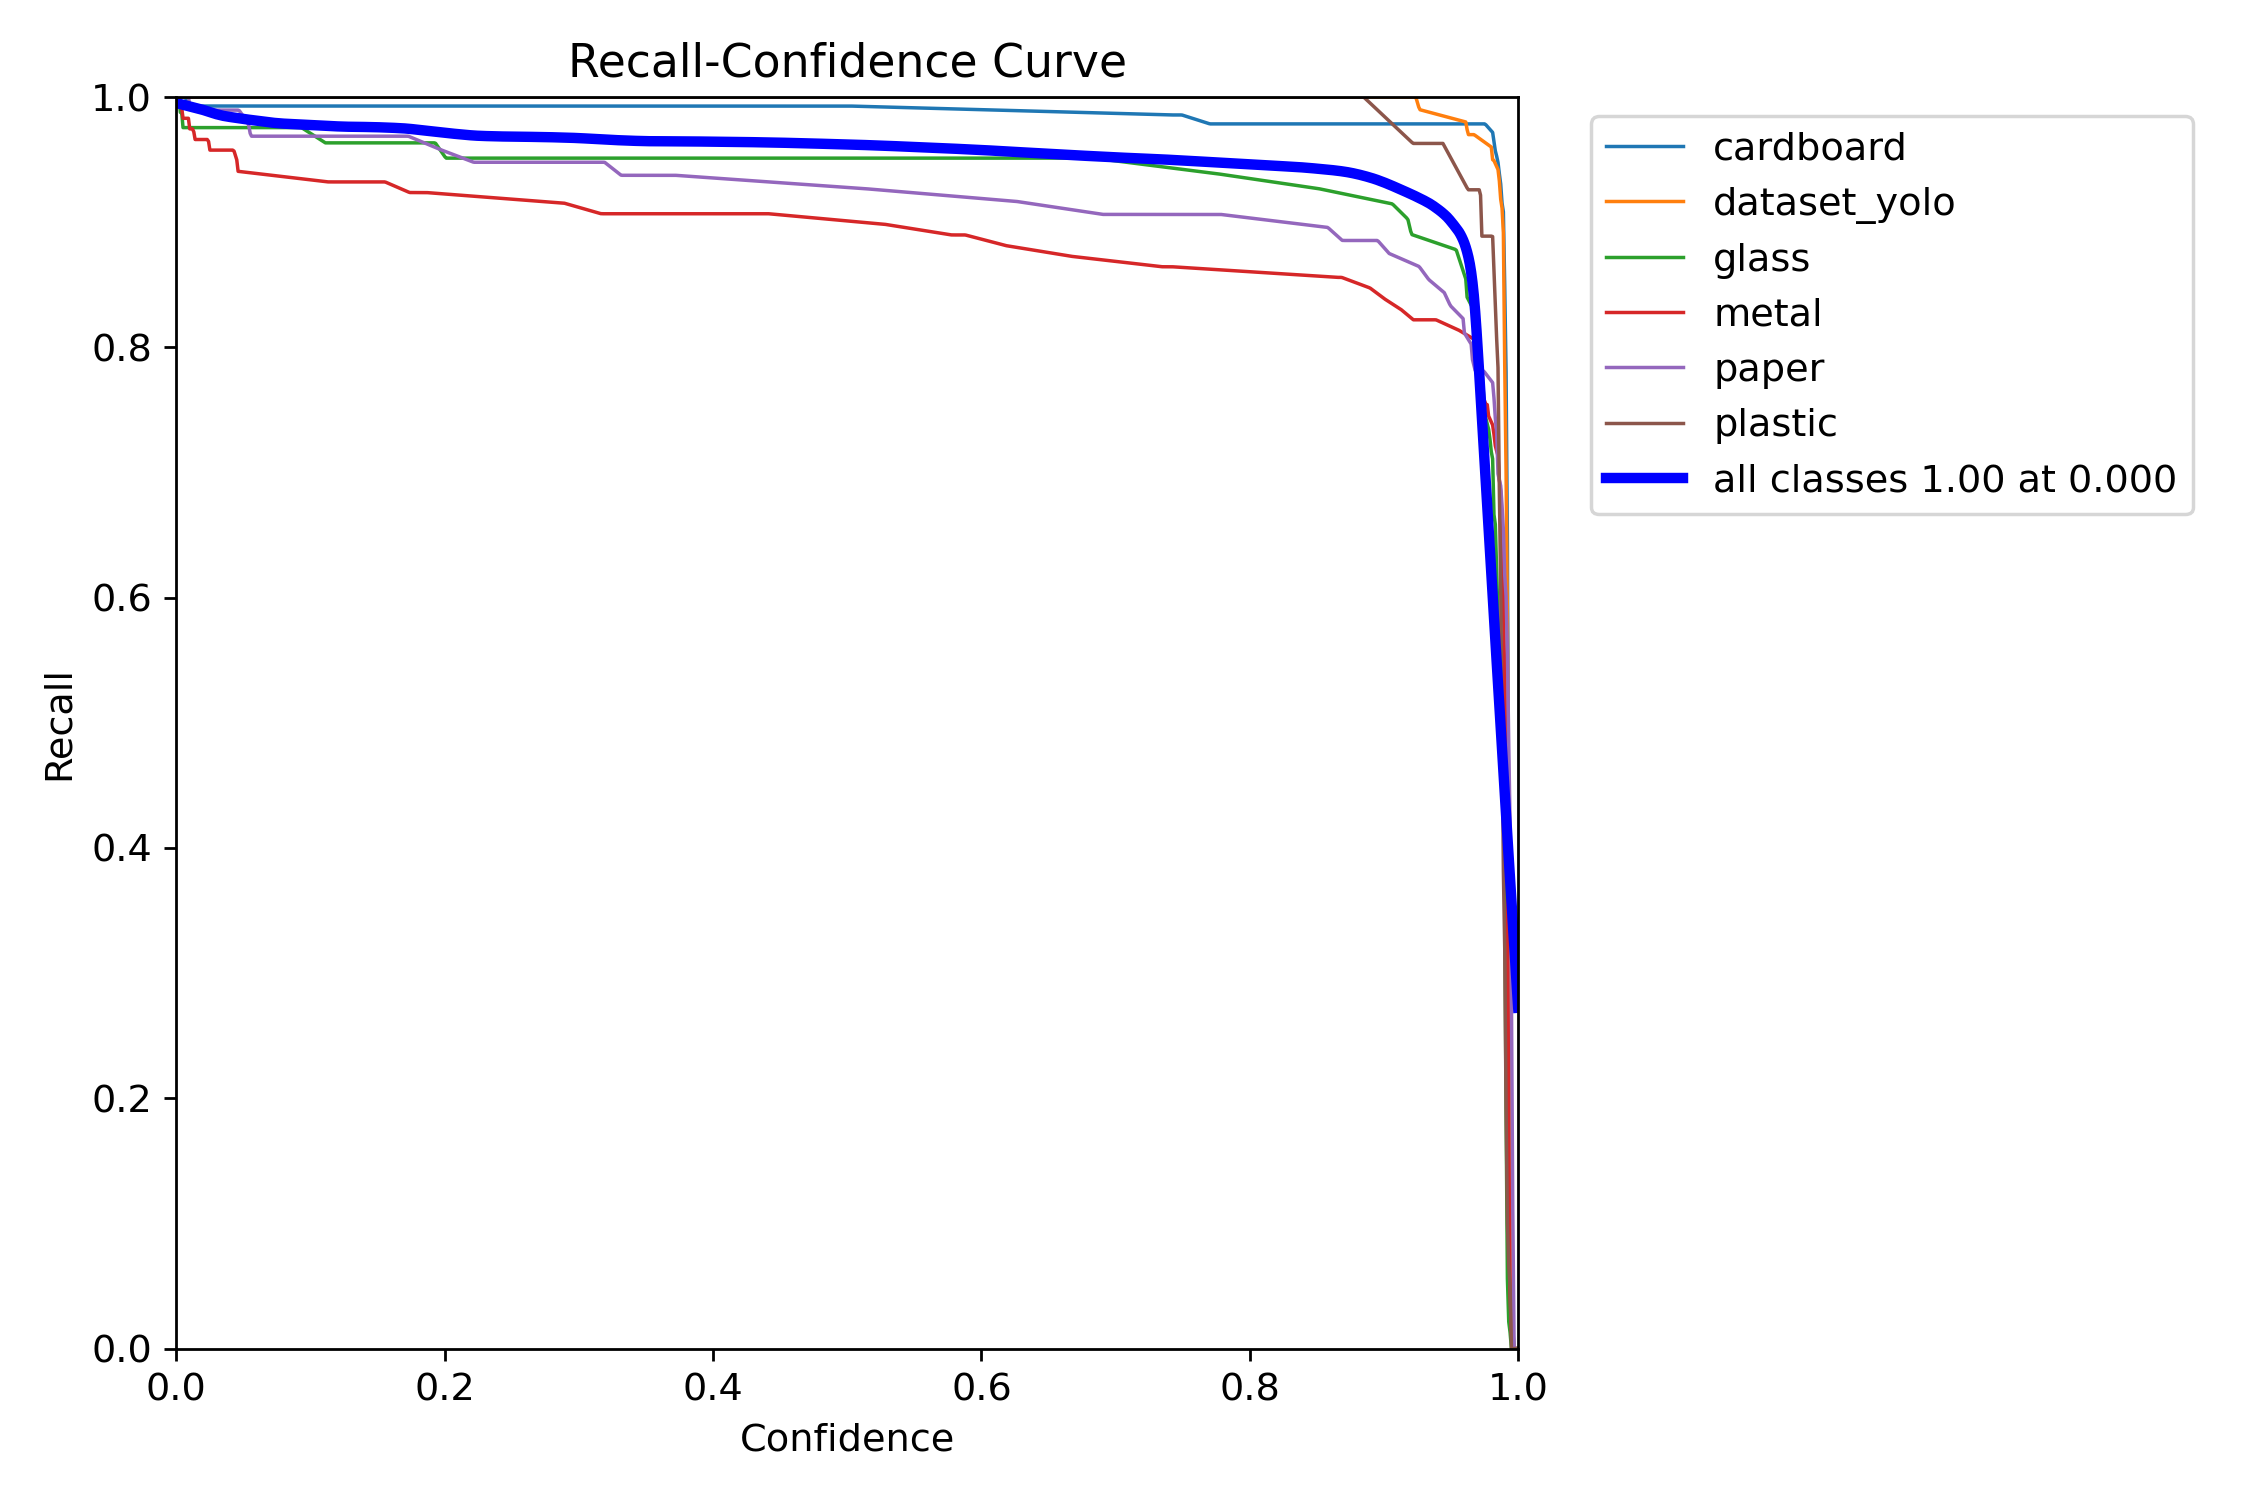 Recall-Confidence Curve
1.0
0.8
0.6
0.4
0.2
0.0
Recall
0.0 0.2 0.4 0.6 0.8 1.0
Confidence
cardboard
dataset_yolo
glass
metal
paper
plastic
all classes 1.00 at 0.000